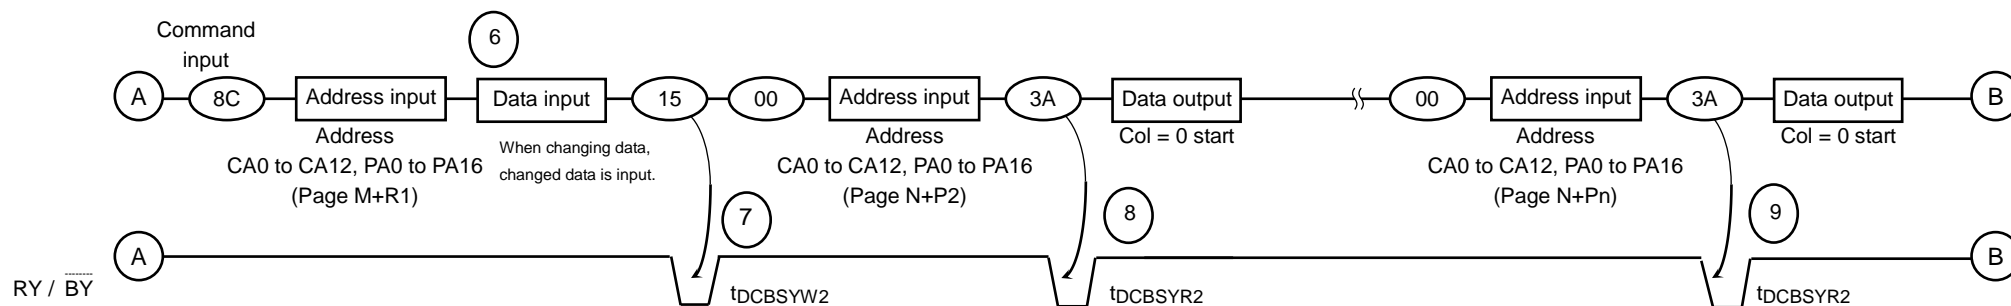 Command
input
6
A 8C Address input Data input 15 00 Address input 3A Data output 00 Address input 3A Data output B
Address
CA0 to CA12, PA0 to PA16
(Page M+R1)
When changing data,
changed data is input.
Address
CA0 to CA12, PA0 to PA16
(Page N+P2)
Col = 0 start
Address
CA0 to CA12, PA0 to PA16
(Page N+Pn)
Col = 0 start
7
8
9
A B
RY / BY
tDCBSYW2
tDCBSYR2
tDCBSYR2